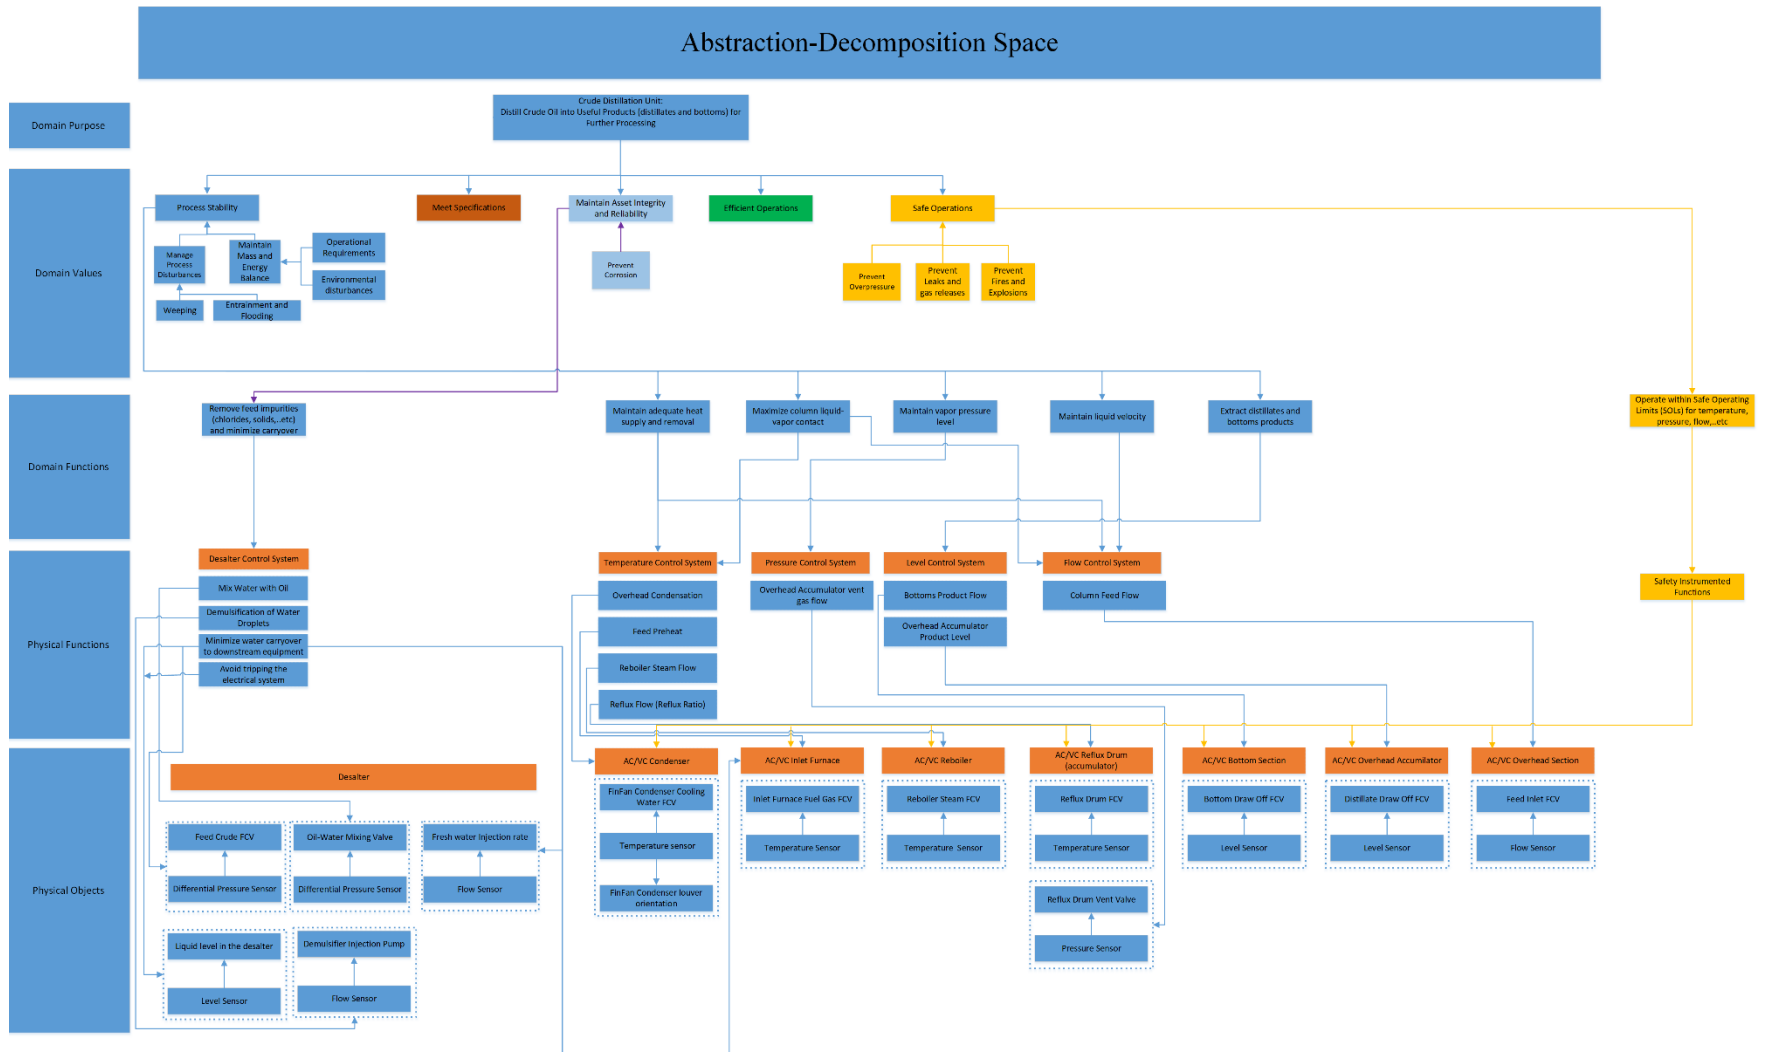 Abstraction-Decomposition Space
Domain Purpose
Crude Distillation Unit:
Distill Crude Oil into Useful Products (distillates and bottoms) for
Further Processing
Domain Values
Process Stability
Meet Specifications
Maintain Asset Integrity
and Reliability
Efficient Operations
Safe Operations
Manage
Process
Disturbances
Maintain
Mass and
Energy
Balance
Operational
Requirements
Environmental
disturbances
Weeping
Entrainment and
Flooding
Prevent
Corrosion
Prevent
Overpressure
Prevent
Leaks and
gas releases
Prevent
Fires and
Explosions
Domain Functions
Remove feed impurities
(chlorides, solids,..etc)
and minimize carryover
Maintain adequate heat
supply and removal
Maximize column liquid-
vapor contact
Maintain vapor pressure
level
Maintain liquid velocity
Extract distillates and
bottoms products
Operate within Safe Operating
Limits (SOLs) for temperature,
pressure, flow,..etc
Physical Functions
Desalter Control System
Mix Water with Oil
Demulsification of Water
Droplets
Minimize water carryover
to downstream equipment
Avoid tripping the
electrical system
Temperature Control System
Overhead Condensation
Feed Preheat
Reboiler Steam Flow
Reflux Flow (Reflux Ratio)
Pressure Control System
Overhead Accumulator vent
gas flow
Level Control System
Bottoms Product Flow
Overhead Accumulator
Product Level
Flow Control System
Column Feed Flow
Safety Instrumented
Functions
Physical Objects
Desalter
Feed Crude FCV
Differential Pressure Sensor
Oil-Water Mixing Valve
Differential Pressure Sensor
Fresh water Injection rate
Flow Sensor
Liquid level in the desalter
Level Sensor
Demulsifier Injection Pump
Flow Sensor
AC/VC Condenser
FinFan Condenser Cooling
Water FCV
Temperature sensor
FinFan Condenser louver
orientation
AC/VC Inlet Furnace
Inlet Furnace Fuel Gas FCV
Temperature Sensor
AC/VC Reboiler
Reboiler Steam FCV
Temperature Sensor
AC/VC Reflux Drum
(accumulator)
Reflux Drum FCV
Temperature Sensor
Reflux Drum Vent Valve
Pressure Sensor
AC/VC Bottom Section
Bottom Draw Off FCV
Level Sensor
AC/VC Overhead Accumilator
Distillate Draw Off FCV
Level Sensor
AC/VC Overhead Section
Feed Inlet FCV
Flow Sensor